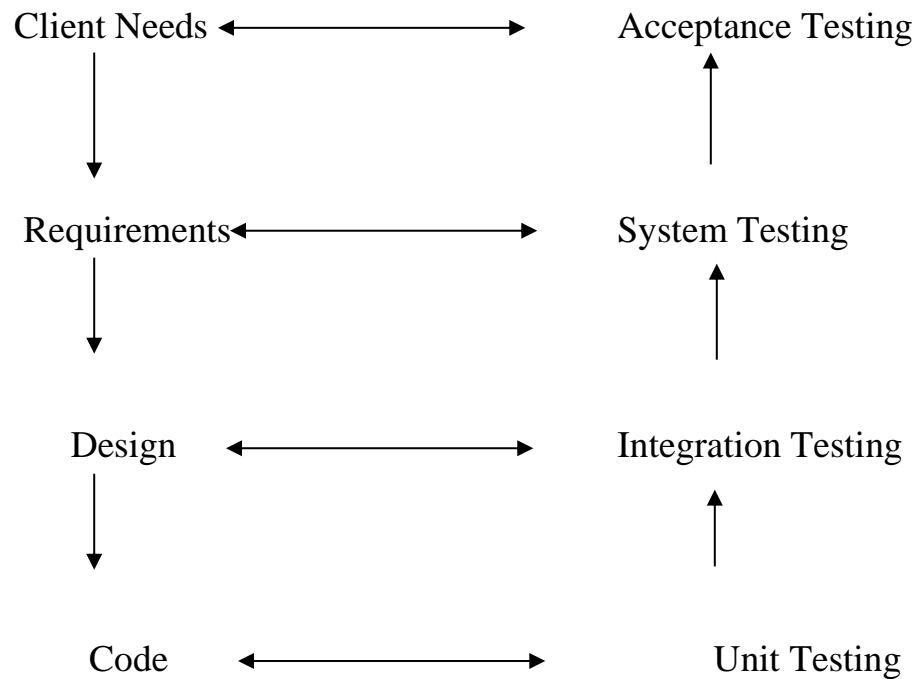 Client Needs Acceptance Testing
Requirements System Testing
Design Integration Testing
Code Unit Testing